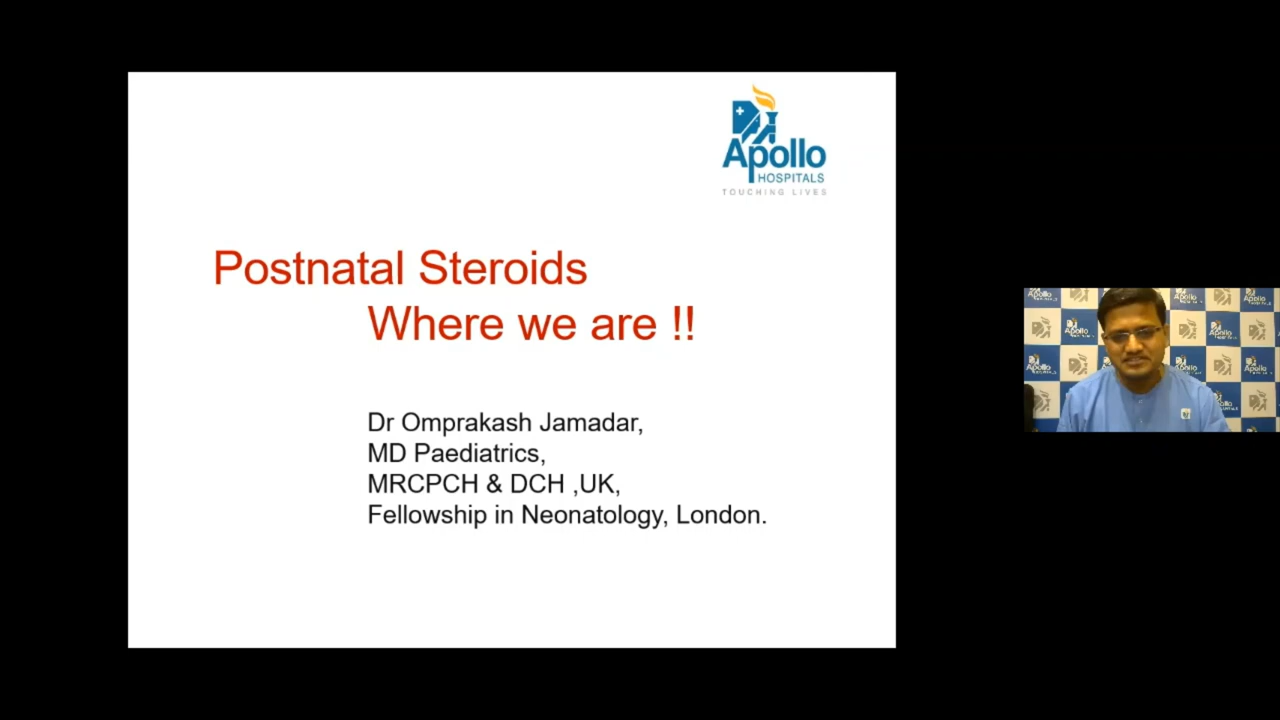 Apollo
HOSPITALS
TOUCHING LIVES
Postnatal Steroids
Where we are !!
Dr Omprakash Jamadar,
MD Paediatrics,
MRCPCH & DCH ,UK,
Fellowship in Neonatology, London.